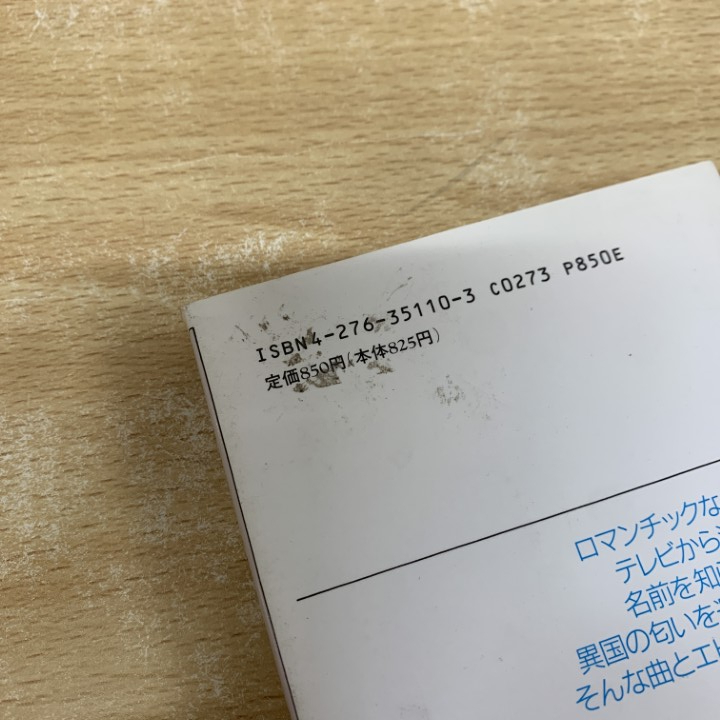 ISBN4-276-35110-3 C0273 P850E
定価850円(本体825円)
ロマンチックな
テレビから
名前を知
異国の匂いを
そんな曲とエ